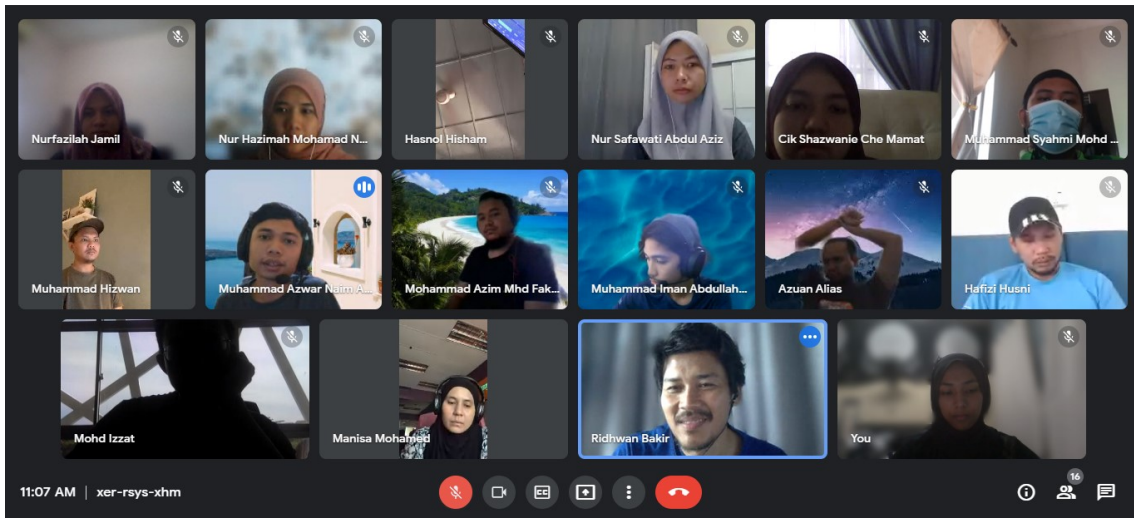 Nurfazilah Jamil
Nur Hazimah Mohamad N...
Hasnol Hisham
Nur Safawati Abdul Aziz
Cik Shazwanie Che Mamat
Muhammad Syahmi Mohd ...
Muhammad Hizwan
Muhammad Azwar Naim A...
Mohammad Azim Mhd Fak...
Muhammad Iman Abdullah...
Azuan Alias
Hafizi Husni
Mohd Izzat
Manisa Mohamed
Ridhwan Bakir
You
11:07 AM | xer-rsys-xhm
CC
16